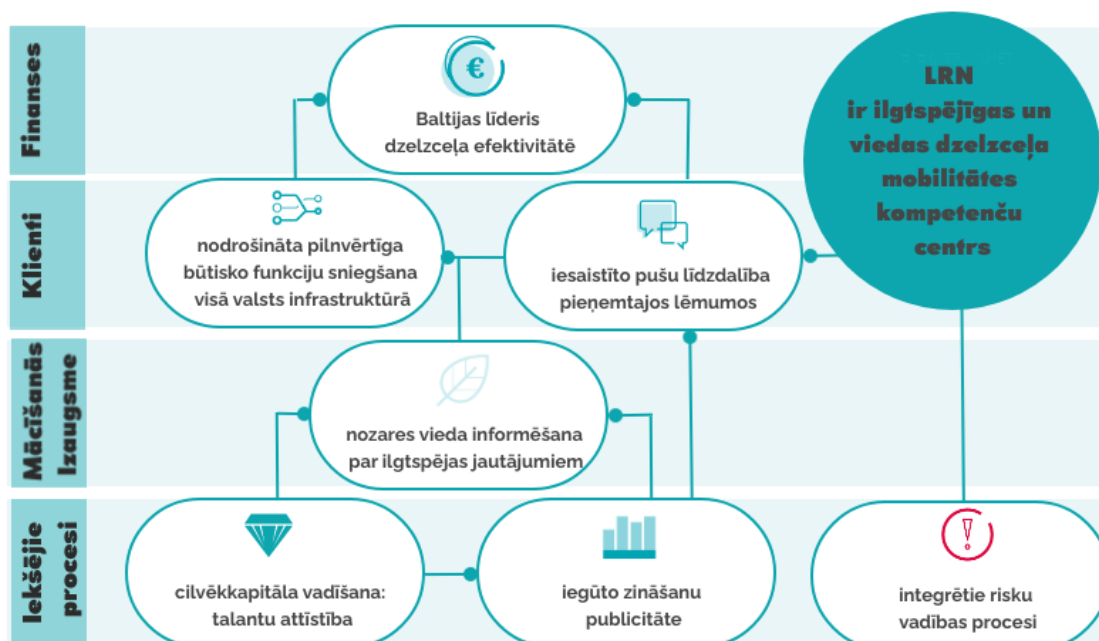 Finanses
€
Baltijas līderis
dzelzceļa efektivitātē
LRN
ir ilgtspējīgas un
viedas dzelzceļa
mobilitātes
kompetenču
centrs
Klienti
nodrošināta pilnvērtīga
būtisko funkciju sniegšana
visā valsts infrastruktūrā
iesaistīto pušu līdzdalība
pieņemtajos lēmumos
Mācīšanās
Izaugsme
nozares vieda informēšana
par ilgtspējas jautājumiem
Iekšējie
procesi
cilvēkkapitāla vadīšana:
talantu attīstība
iegūto zināšanu
publicitāte
!
integrētie risku
vadības procesi